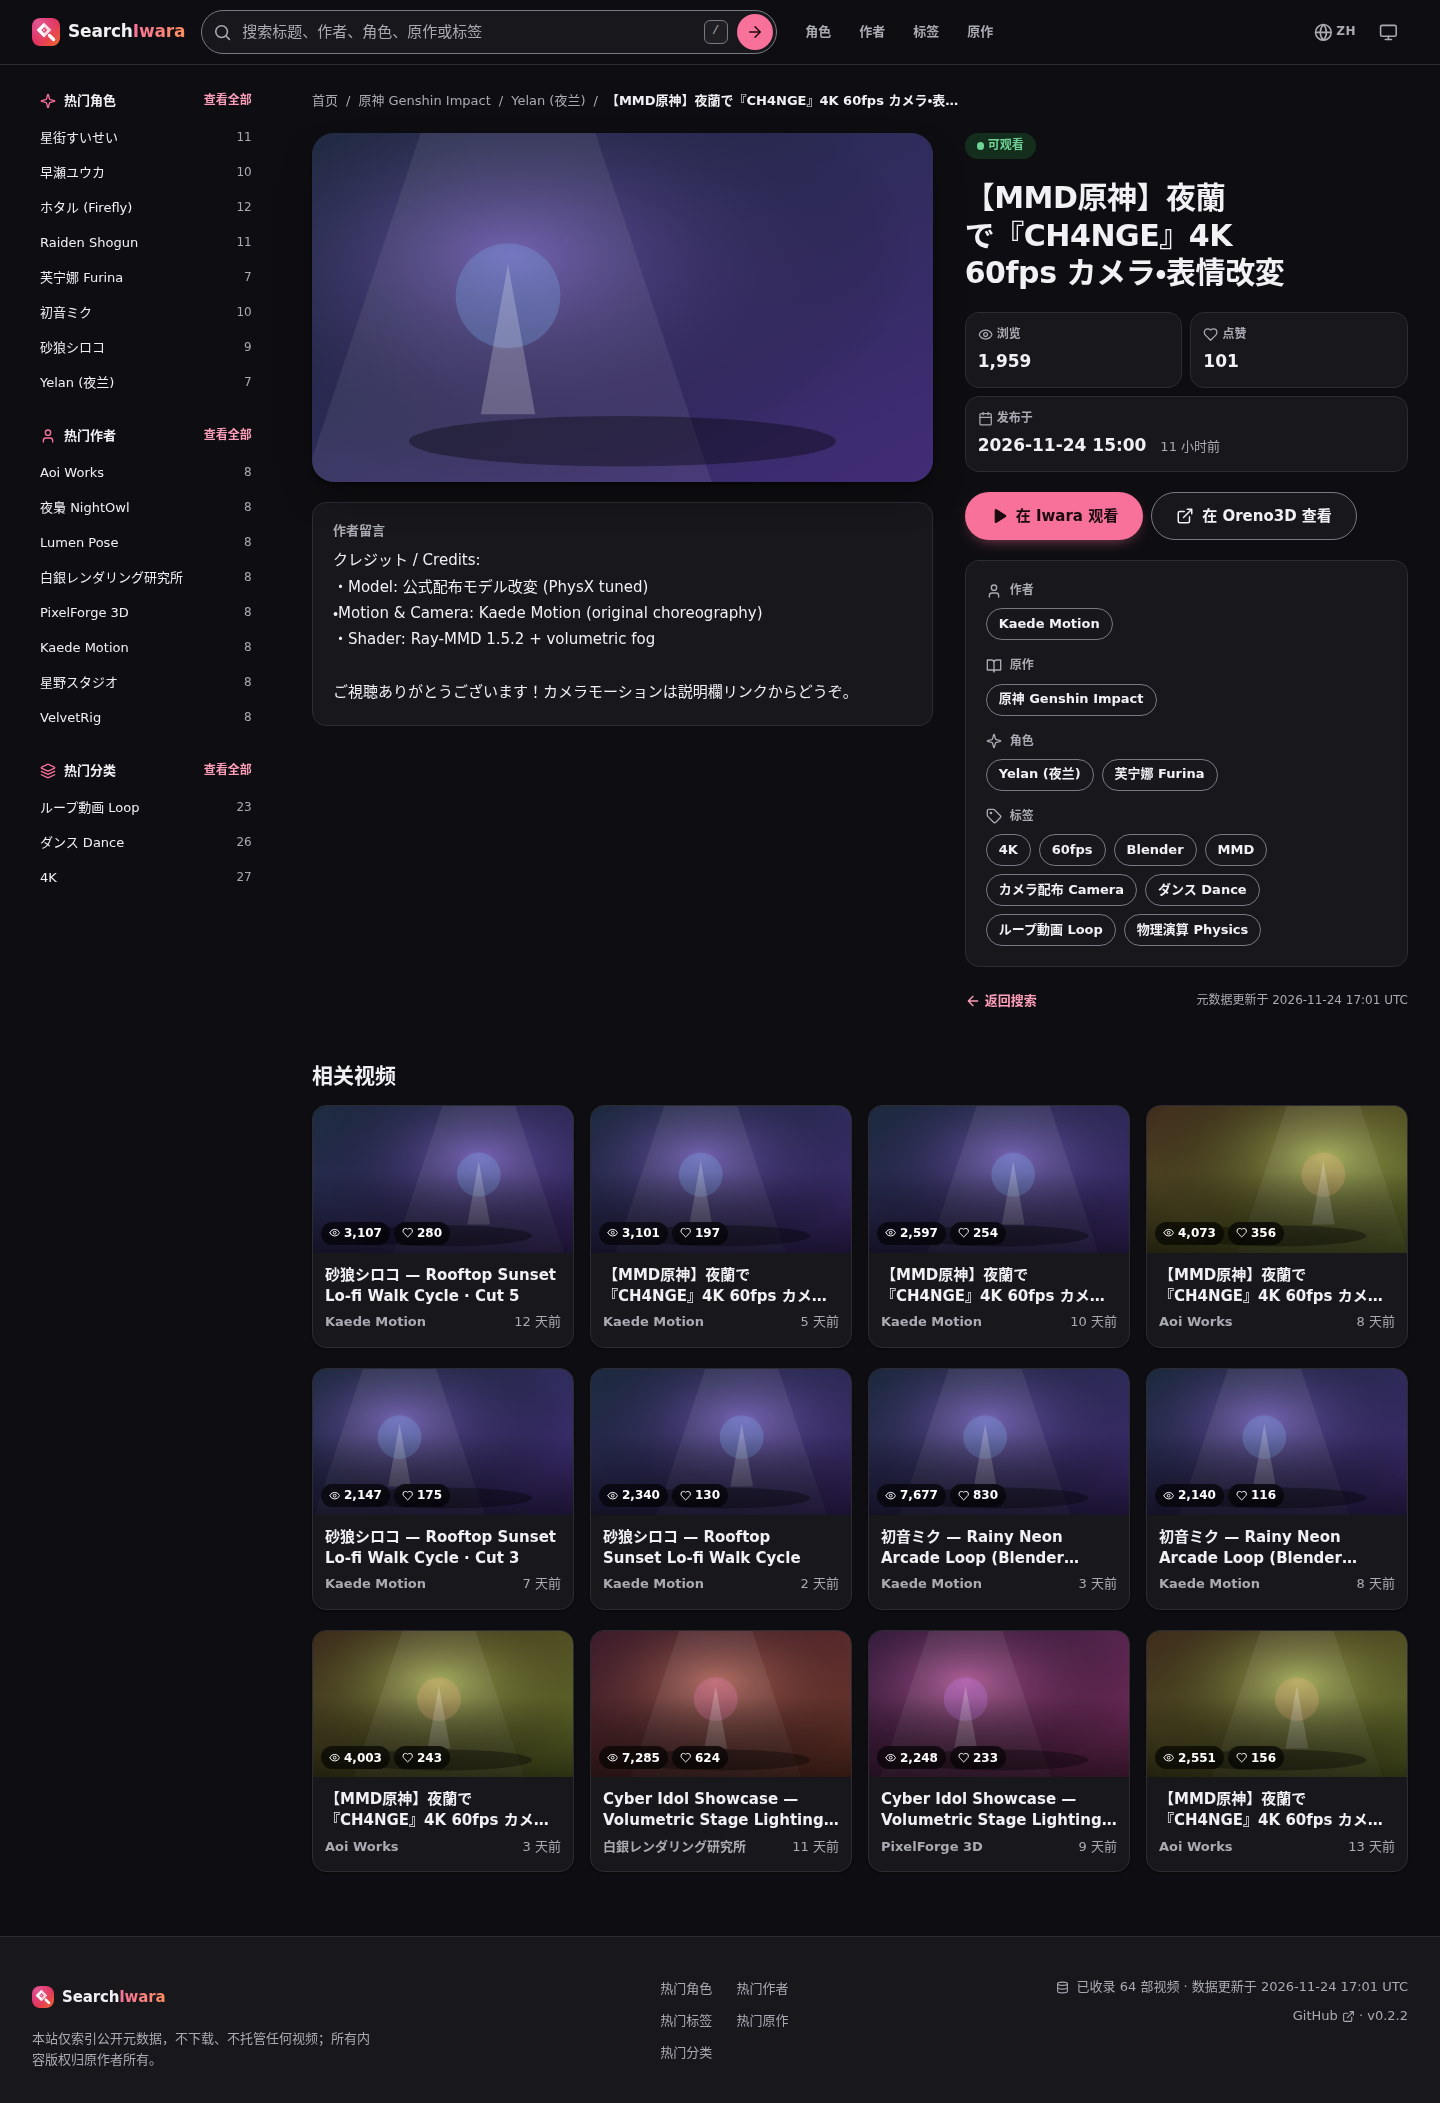 SearchIwara
搜索标题、作者、角色、原作或标签
/
角色
作者
标签
原作
ZH
热门角色 查看全部
星街すいせい 11
早瀬ユウカ 10
ホタル (Firefly) 12
Raiden Shogun 11
芙宁娜 Furina 7
初音ミク 10
砂狼シロコ 9
Yelan (夜兰) 7
热门作者 查看全部
Aoi Works 8
夜梟 NightOwl 8
Lumen Pose 8
白銀レンダリング研究所 8
PixelForge 3D 8
Kaede Motion 8
星野スタジオ 8
VelvetRig 8
热门分类 查看全部
ループ動画 Loop 23
ダンス Dance 26
4K 27
首页 / 原神 Genshin Impact / Yelan (夜兰) / 【MMD原神】夜蘭で『CH4NGE』4K 60fps カメラ・表...
作者留言
クレジット / Credits:
・Model: 公式配布モデル改変 (PhysX tuned)
・Motion & Camera: Kaede Motion (original choreography)
・Shader: Ray-MMD 1.5.2 + volumetric fog
ご視聴ありがとうございます！カメラモーションは説明欄リンクからどうぞ。
可观看
【MMD原神】夜蘭
で『CH4NGE』4K
60fps カメラ・表情改変
浏览
1,959
点赞
101
发布于
2026-11-24 15:00 11 小时前
在 Iwara 观看
在 Oreno3D 查看
作者
Kaede Motion
原作
原神 Genshin Impact
角色
Yelan (夜兰) 芙宁娜 Furina
标签
4K 60fps Blender MMD
カメラ配布 Camera ダンス Dance
ループ動画 Loop 物理演算 Physics
返回搜索
元数据更新于 2026-11-24 17:01 UTC
相关视频
3,107 280
砂狼シロコ — Rooftop Sunset
Lo-fi Walk Cycle · Cut 5
Kaede Motion 12 天前
3,101 197
【MMD原神】夜蘭で
『CH4NGE』4K 60fps カメ...
Kaede Motion 5 天前
2,597 254
【MMD原神】夜蘭で
『CH4NGE』4K 60fps カメ...
Kaede Motion 10 天前
4,073 356
【MMD原神】夜蘭で
『CH4NGE』4K 60fps カメ...
Aoi Works 8 天前
2,147 175
砂狼シロコ — Rooftop Sunset
Lo-fi Walk Cycle · Cut 3
Kaede Motion 7 天前
2,340 130
砂狼シロコ — Rooftop
Sunset Lo-fi Walk Cycle
Kaede Motion 2 天前
7,677 830
初音ミク — Rainy Neon
Arcade Loop (Blender...
Kaede Motion 3 天前
2,140 116
初音ミク — Rainy Neon
Arcade Loop (Blender...
Kaede Motion 8 天前
4,003 243
【MMD原神】夜蘭で
『CH4NGE』4K 60fps カメ...
Aoi Works 3 天前
7,285 624
Cyber Idol Showcase —
Volumetric Stage Lighting...
白銀レンダリング研究所 11 天前
2,248 233
Cyber Idol Showcase —
Volumetric Stage Lighting...
PixelForge 3D 9 天前
2,551 156
【MMD原神】夜蘭で
『CH4NGE』4K 60fps カメ...
Aoi Works 13 天前
SearchIwara
本站仅索引公开元数据，不下载、不托管任何视频；所有内
容版权归原作者所有。
热门角色 热门作者
热门标签 热门原作
热门分类
已收录 64 部视频 · 数据更新于 2026-11-24 17:01 UTC
GitHub · v0.2.2